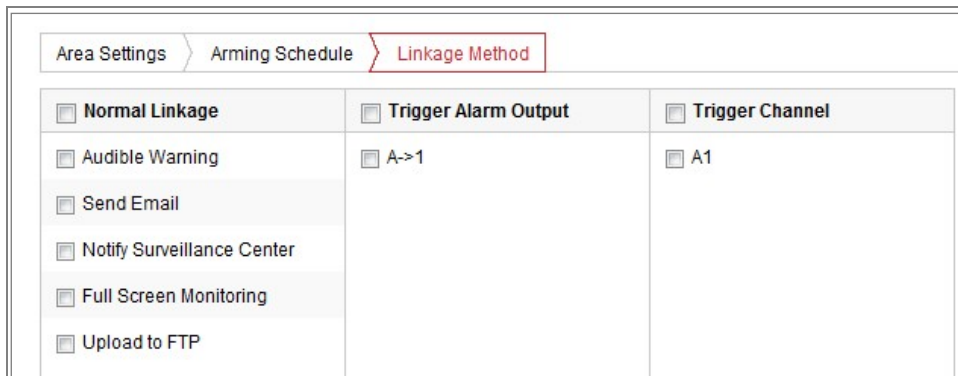 Area Settings Arming Schedule Linkage Method
Normal Linkage Trigger Alarm Output Trigger Channel
Audible Warning A->1 A1
Send Email
Notify Surveillance Center
Full Screen Monitoring
Upload to FTP